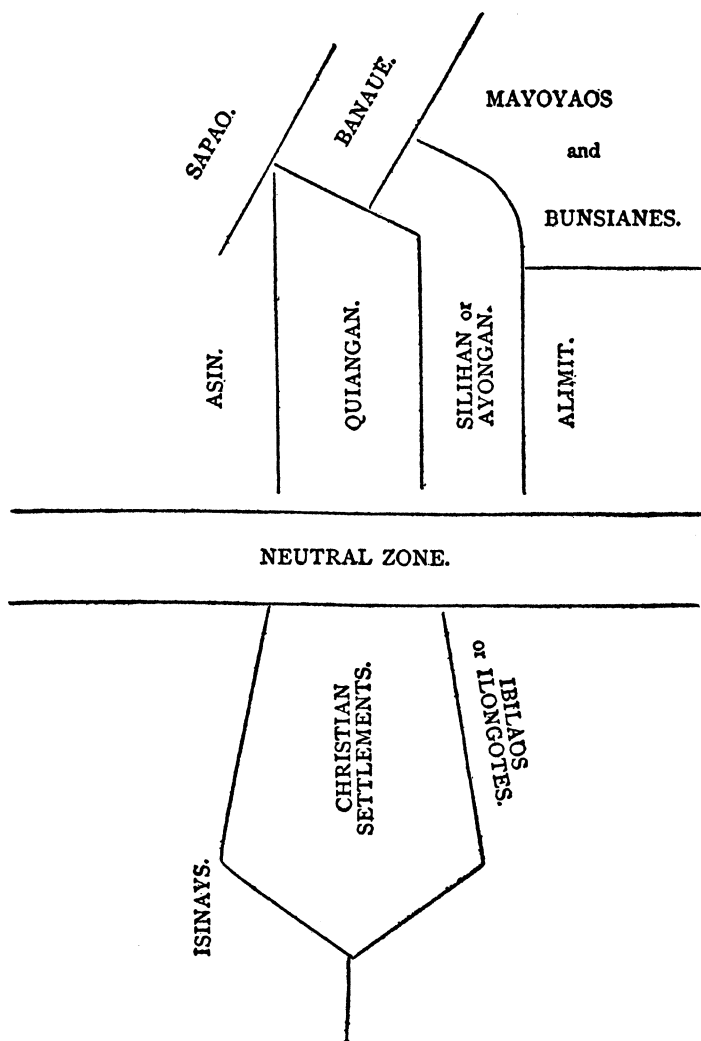 SAPAO.
BANAUE.
MAYOYAOS
and
BUNSIANES.
ASIN.
QUIANGAN.
SILIHAN or
AYONGAN.
ALIMIT.
NEUTRAL ZONE.
CHRISTIAN
SETTLEMENTS.
IBILAOS
or ILONGOTES.
ISINAYS.